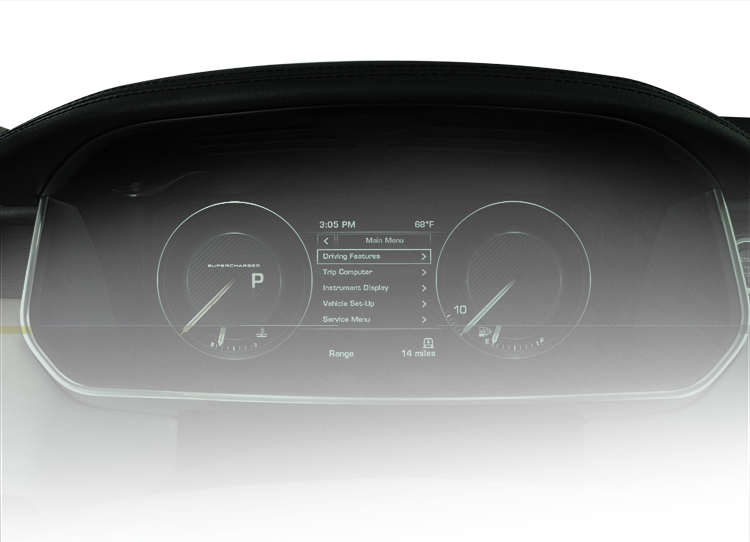 3:05 PM 68°F
Main Menu
Driving Features
SUPERCHARGED
P
Trip Computer
Instrument Display
Vehicle Set-Up
10
Service Menu
E F
Range 14 miles